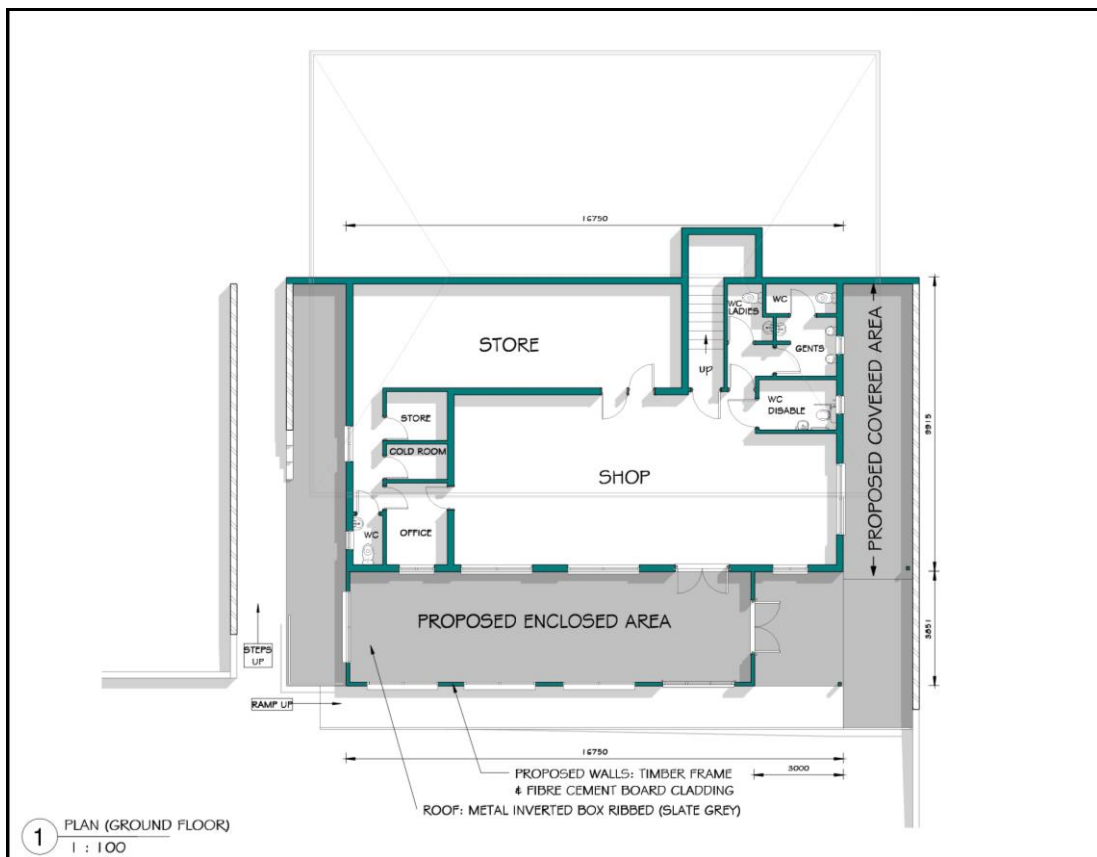 16750
STORE
WC
LADIES
WC
GENTS
UP
WC
DISABLE
STORE
COLD ROOM
SHOP
OFFICE
WC
PROPOSED COVERED AREA
9915
PROPOSED ENCLOSED AREA
3851
STEPS
UP
RAMP UP
16750
3000
PROPOSED WALLS: TIMBER FRAME
& FIBRE CEMENT BOARD CLADDING
ROOF: METAL INVERTED BOX RIBBED (SLATE GREY)
1
PLAN (GROUND FLOOR)
1 : 100